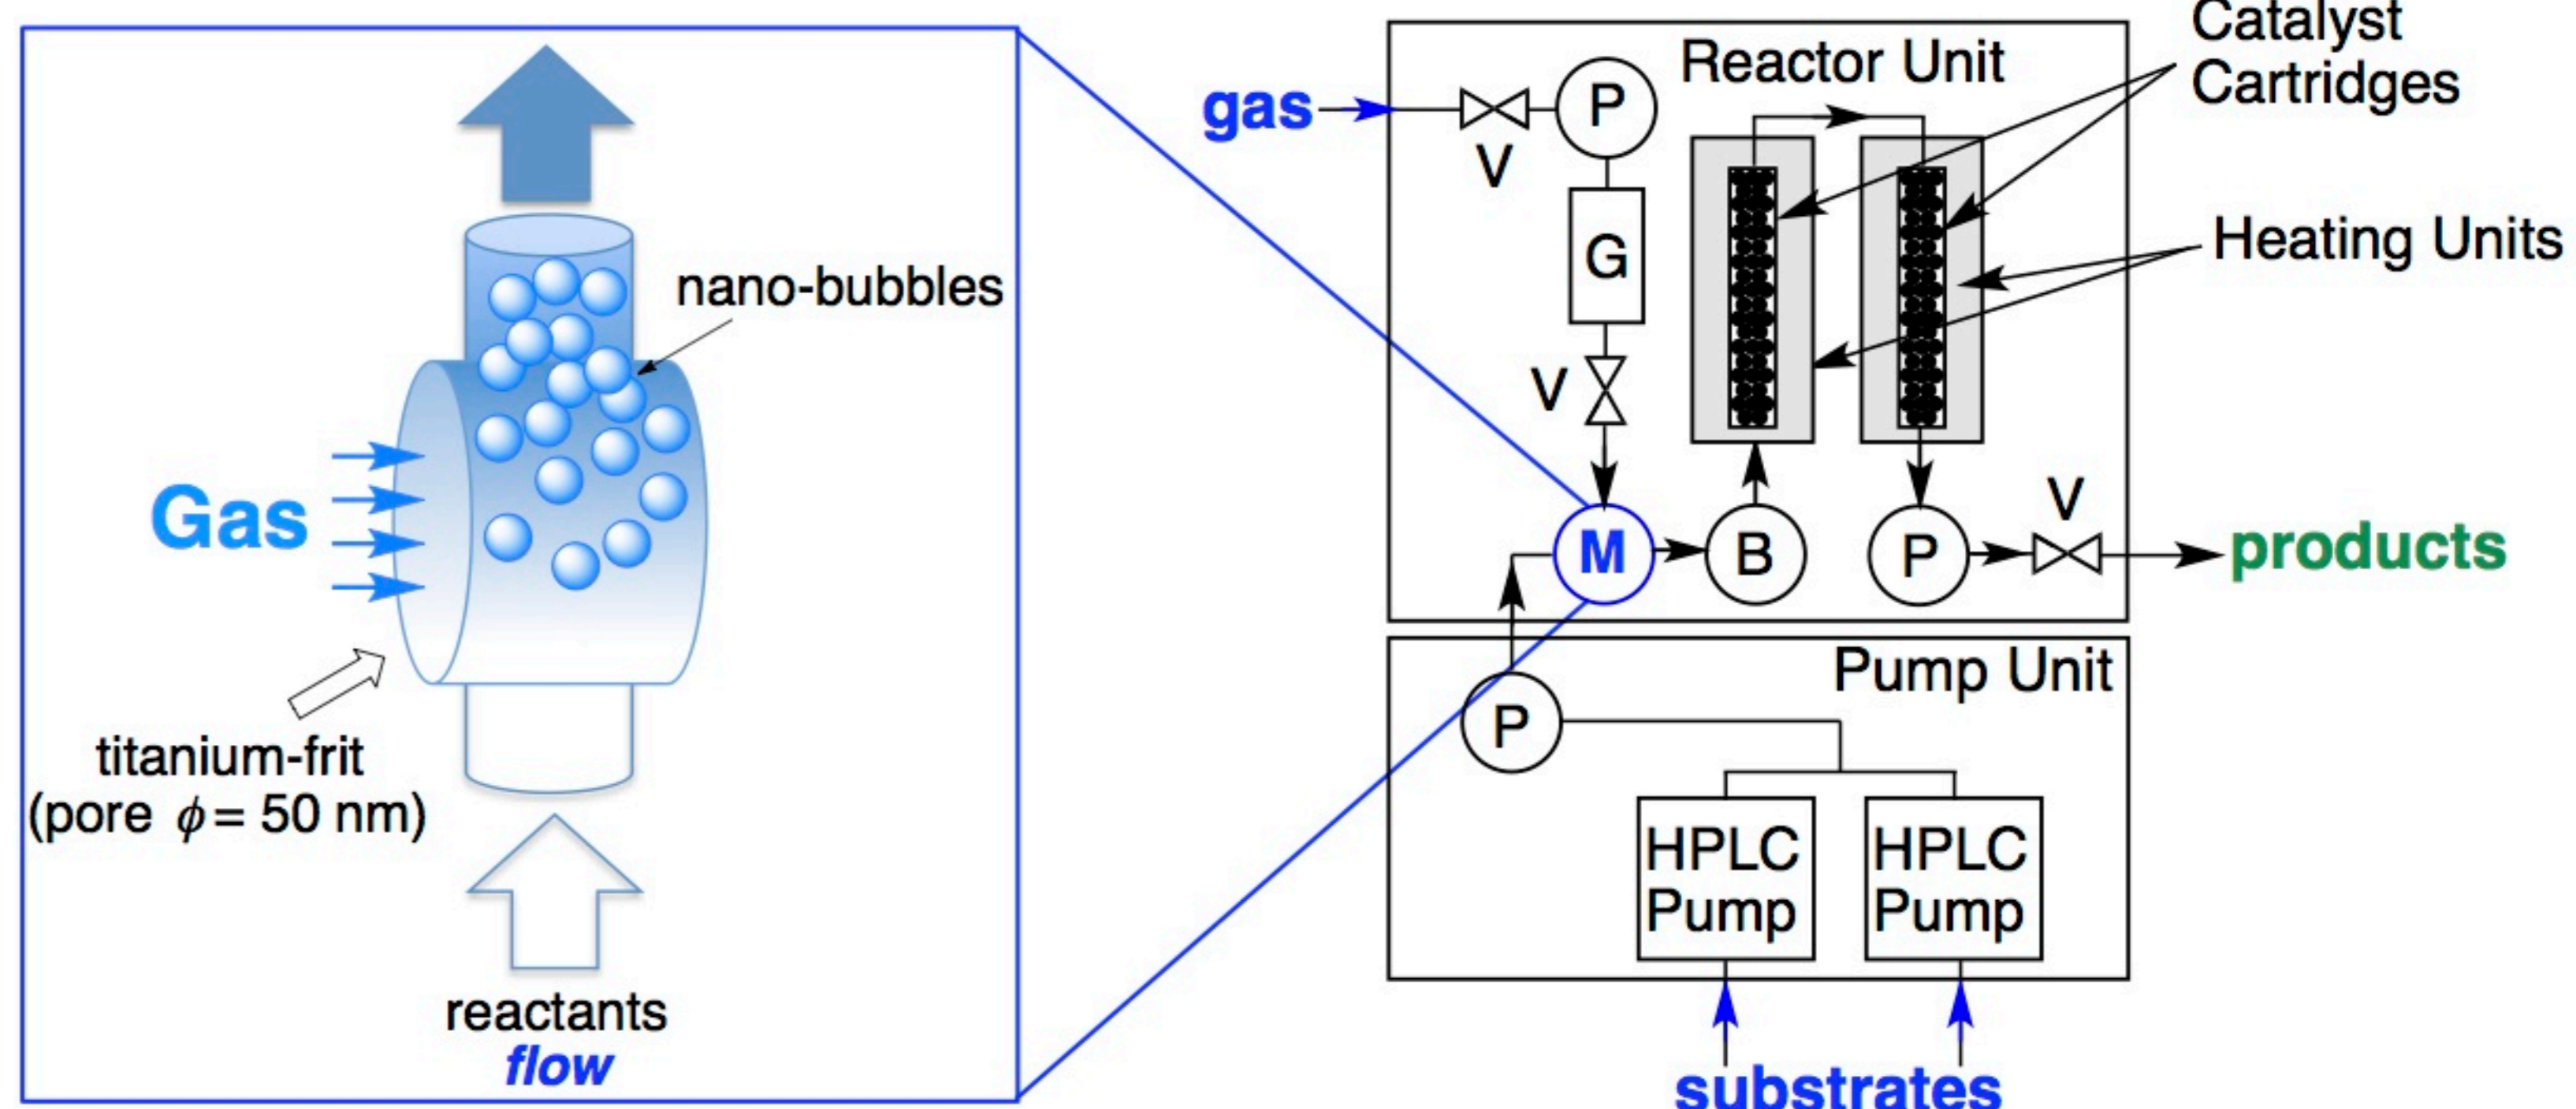 nano-bubbles
Gas
titanium-frit
(pore ϕ = 50 nm)
reactants
flow
gas
V
P
Reactor Unit
Catalyst
Cartridges
G
Heating Units
V
M
B
P
V
products
Pump Unit
P
HPLC
Pump
HPLC
Pump
substrates